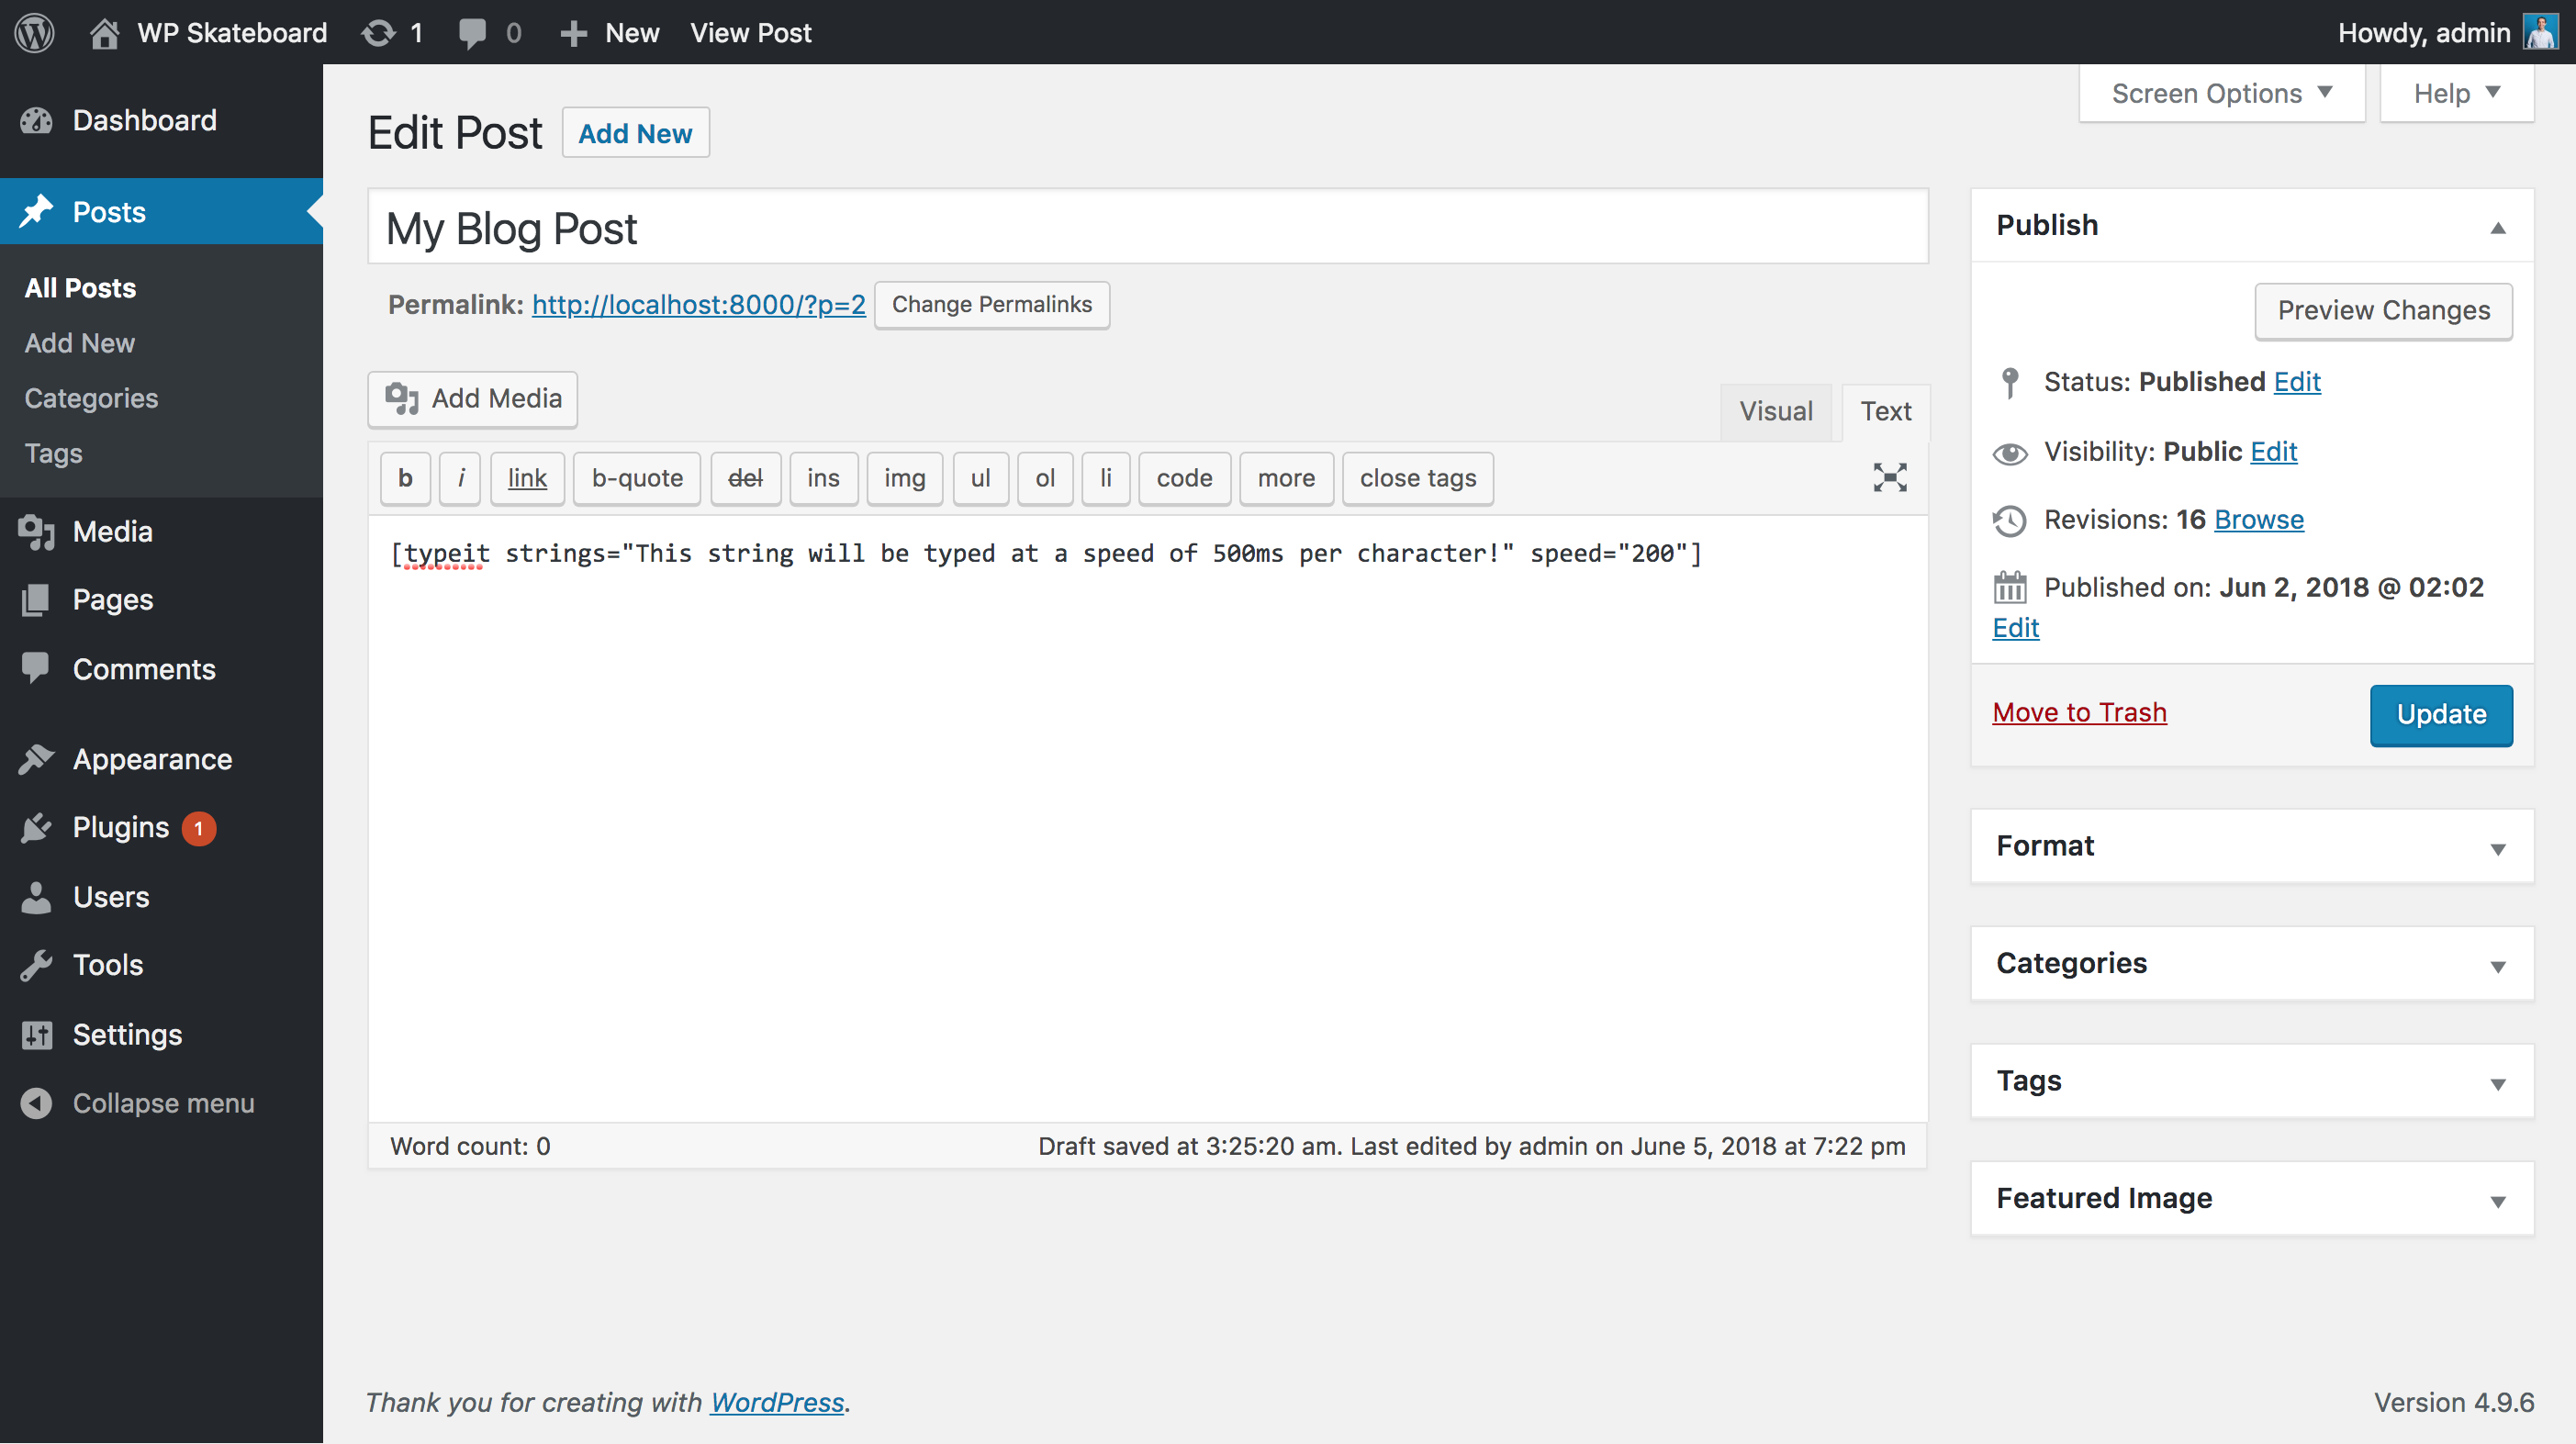 WP Skateboard 1 0 New View Post Howdy, admin
Screen Options Help
Dashboard
Posts
All Posts
Add New
Categories
Tags
Media
Pages
Comments
Appearance
Plugins 1
Users
Tools
Settings
Collapse menu
Edit Post Add New
My Blog Post
Permalink: http://localhost:8000/?p=2 Change Permalinks
Add Media
Visual Text
b i link b-quote del ins img ul ol li code more close tags
[typeit strings="This string will be typed at a speed of 500ms per character!" speed="200"]
Word count: 0 Draft saved at 3:25:20 am. Last edited by admin on June 5, 2018 at 7:22 pm
Publish
Preview Changes
Status: Published Edit
Visibility: Public Edit
Revisions: 16 Browse
Published on: Jun 2, 2018 @ 02:02
Edit
Move to Trash Update
Format
Categories
Tags
Featured Image
Thank you for creating with WordPress. Version 4.9.6